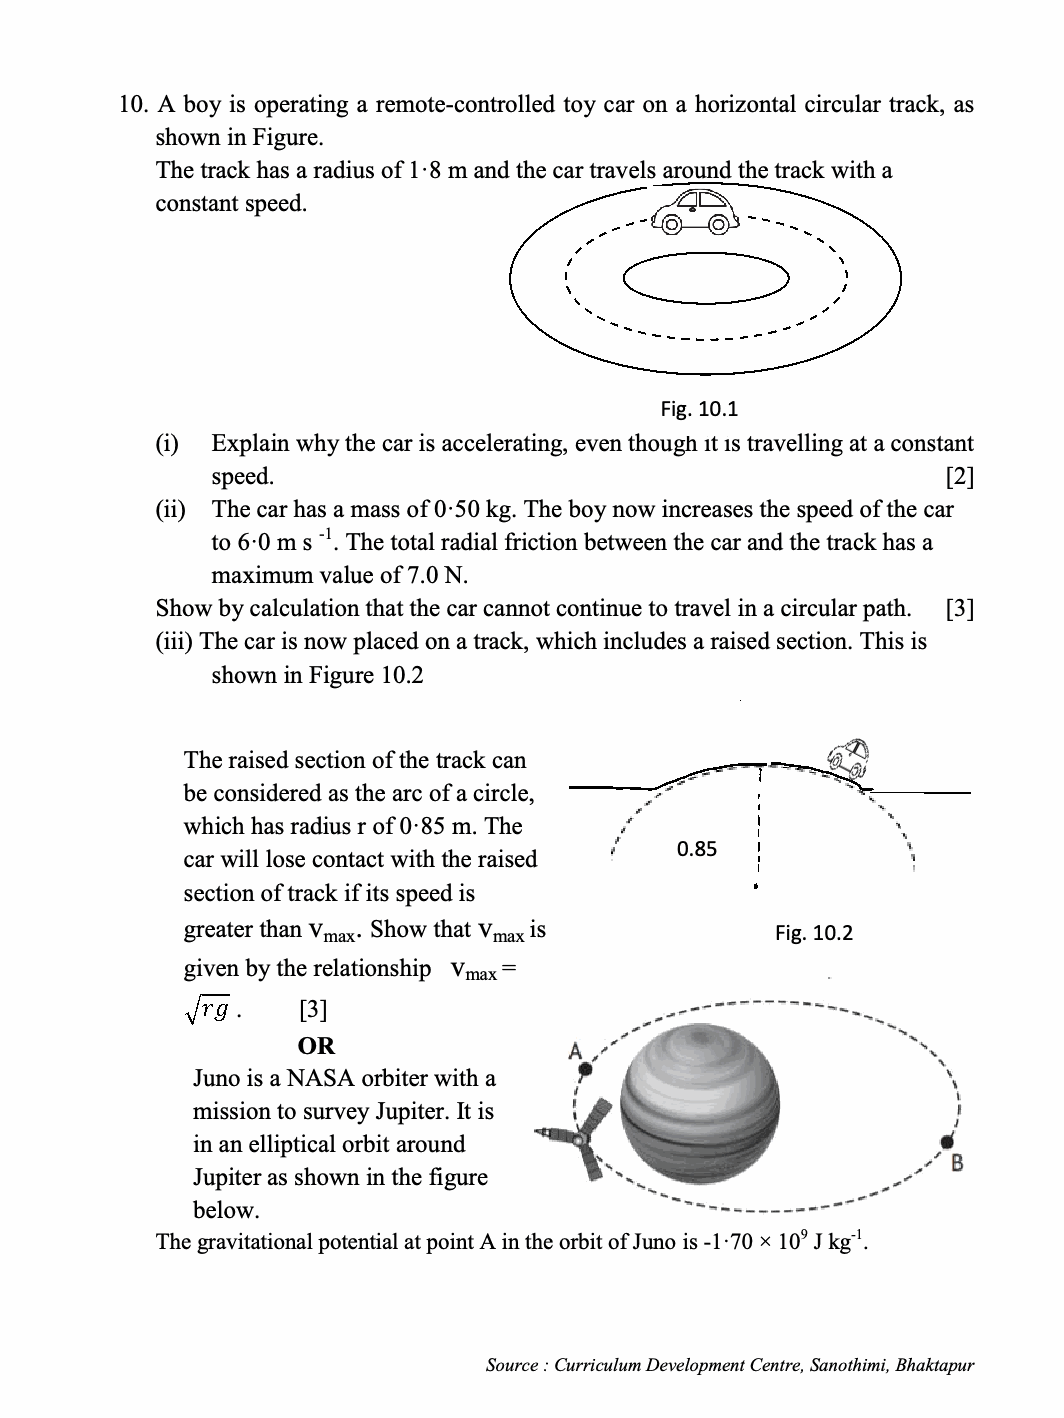 10. A boy is operating a remote-controlled toy car on a horizontal circular track, as
shown in Figure.
The track has a radius of 1·8 m and the car travels around the track with a
constant speed.
Fig. 10.1
(i) Explain why the car is accelerating, even though it is travelling at a constant
speed. [2]
(ii) The car has a mass of 0·50 kg. The boy now increases the speed of the car
to 6·0 m s ⁻¹. The total radial friction between the car and the track has a
maximum value of 7.0 N.
Show by calculation that the car cannot continue to travel in a circular path. [3]
(iii) The car is now placed on a track, which includes a raised section. This is
shown in Figure 10.2
The raised section of the track can
be considered as the arc of a circle,
which has radius r of 0·85 m. The
car will lose contact with the raised
section of track if its speed is
greater than vmax. Show that vmax is
given by the relationship vmax =
√rg . [3]
0.85
Fig. 10.2
OR
Juno is a NASA orbiter with a
mission to survey Jupiter. It is
in an elliptical orbit around
Jupiter as shown in the figure
below.
A
B
The gravitational potential at point A in the orbit of Juno is -1·70 × 10⁹ J kg⁻¹.
Source : Curriculum Development Centre, Sanothimi, Bhaktapur